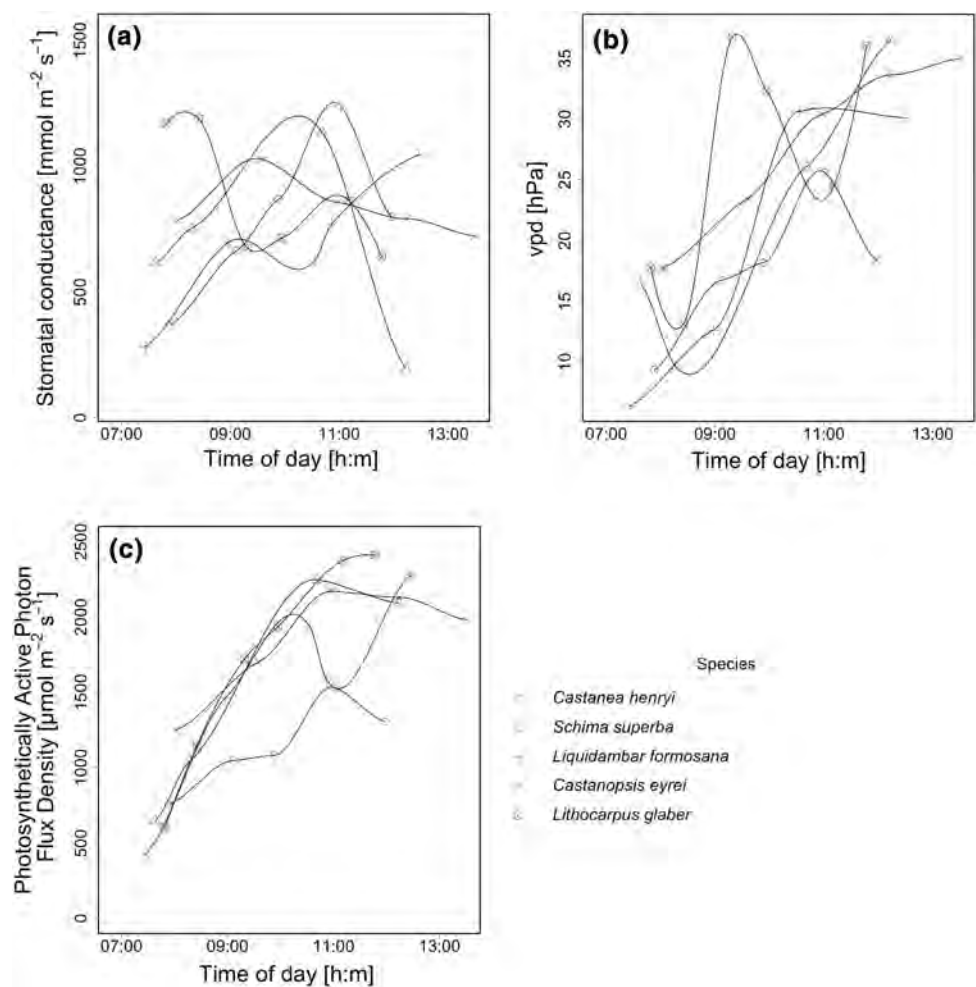 (a)
Stomatal conductance [mmol m⁻² s⁻¹]
0
500
1000
1500
07:00 09:00 11:00 13:00
Time of day [h:m]
(b)
vpd [hPa]
10
15
20
25
30
35
07:00 09:00 11:00 13:00
Time of day [h:m]
(c)
Photosynthetically Active Photon
Flux Density [µmol m⁻² s⁻¹]
0
500
1000
1500
2000
2500
07:00 09:00 11:00 13:00
Time of day [h:m]
Species
Castanea henryi
Schima superba
Liquidambar formosana
Castanopsis eyrei
Lithocarpus glaber